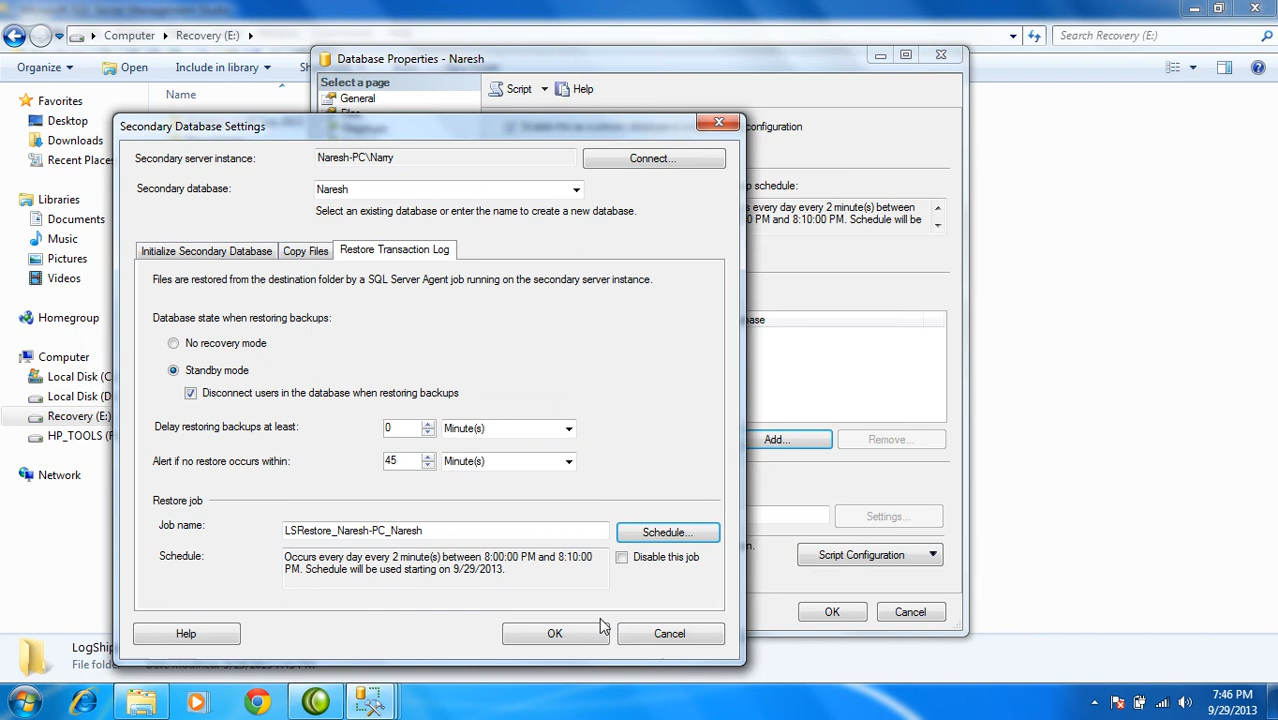 Computer
Recovery (E:)
Search Recovery (E:)
Organize
Open
Include in library
Name
Favorites
Desktop
Downloads
Recent Places
Libraries
Documents
Music
Pictures
Videos
Homegroup
Computer
Local Disk (C
Local Disk (D
Recovery (E:)
HP_TOOLS (F
Network
LogShip
File folder
Database Properties - Naresh
Select a page
General
Files
Script
Help
configuration
p schedule:
s every day every 2 minute(s) between
0 PM and 8:10:00 PM. Schedule will be
base
Add...
Remove...
Settings...
n.
Script Configuration
OK
Cancel
Secondary Database Settings
Secondary server instance:
Naresh-PC\Narry
Connect...
Secondary database:
Naresh
Select an existing database or enter the name to create a new database.
Initialize Secondary Database
Copy Files
Restore Transaction Log
Files are restored from the destination folder by a SQL Server Agent job running on the secondary server instance.
Database state when restoring backups:
No recovery mode
Standby mode
Disconnect users in the database when restoring backups
Delay restoring backups at least:
0
Minute(s)
Alert if no restore occurs within:
45
Minute(s)
Restore job
Job name:
LSRestore_Naresh-PC_Naresh
Schedule...
Schedule:
Occurs every day every 2 minute(s) between 8:00:00 PM and 8:10:00
PM. Schedule will be used starting on 9/29/2013.
Disable this job
Help
OK
Cancel
7:46 PM
9/29/2013